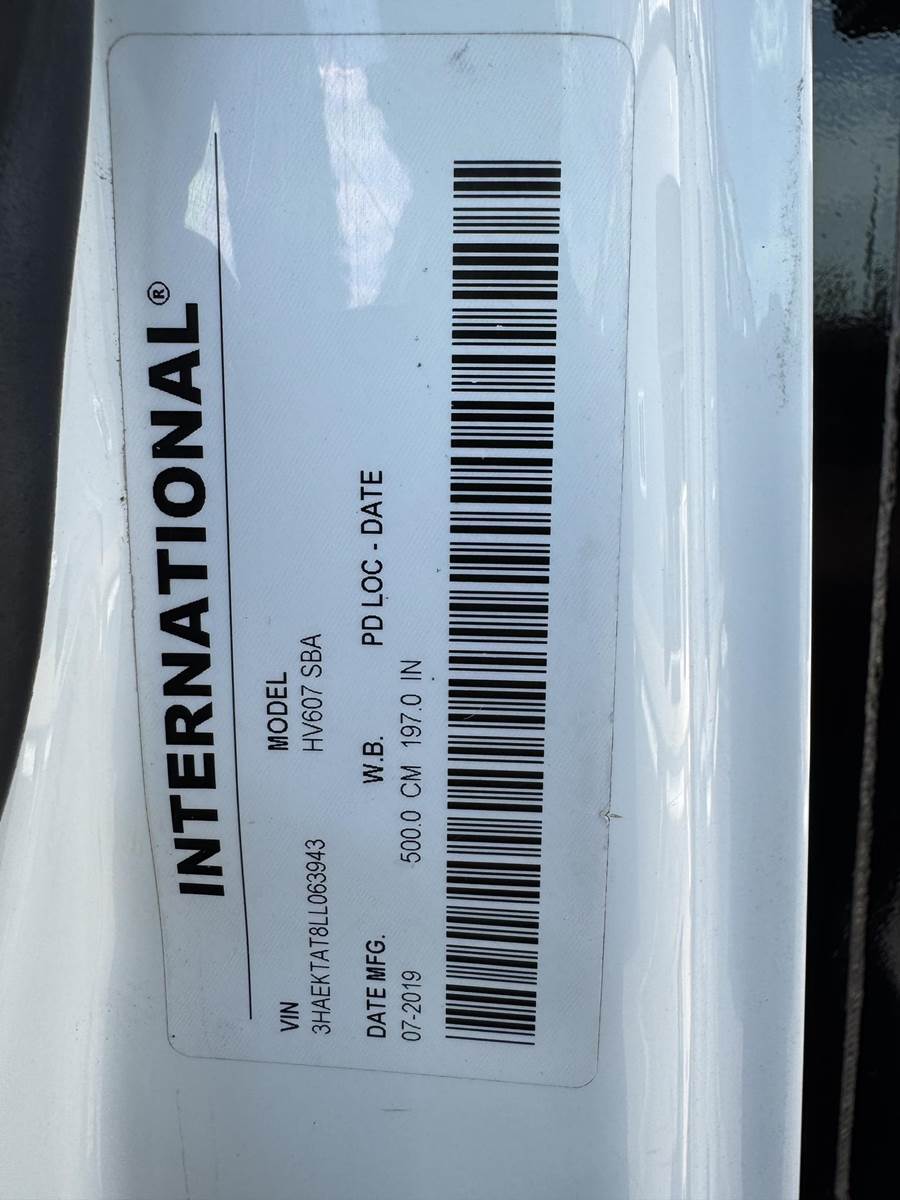 INTERNATIONAL®
VIN MODEL
3HAEKTAT8LL063943 HV607 SBA
DATE MFG. W.B. PD LOC - DATE
07-2019 500.0 CM 197.0 IN